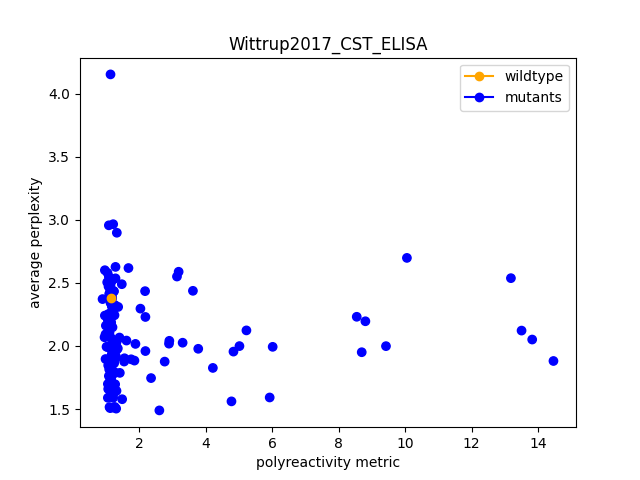 Wittrup2017_CST_ELISA
wildtype
mutants
4.0
3.5
3.0
2.5
2.0
1.5
average perplexity
2 4 6 8 10 12 14
polyreactivity metric